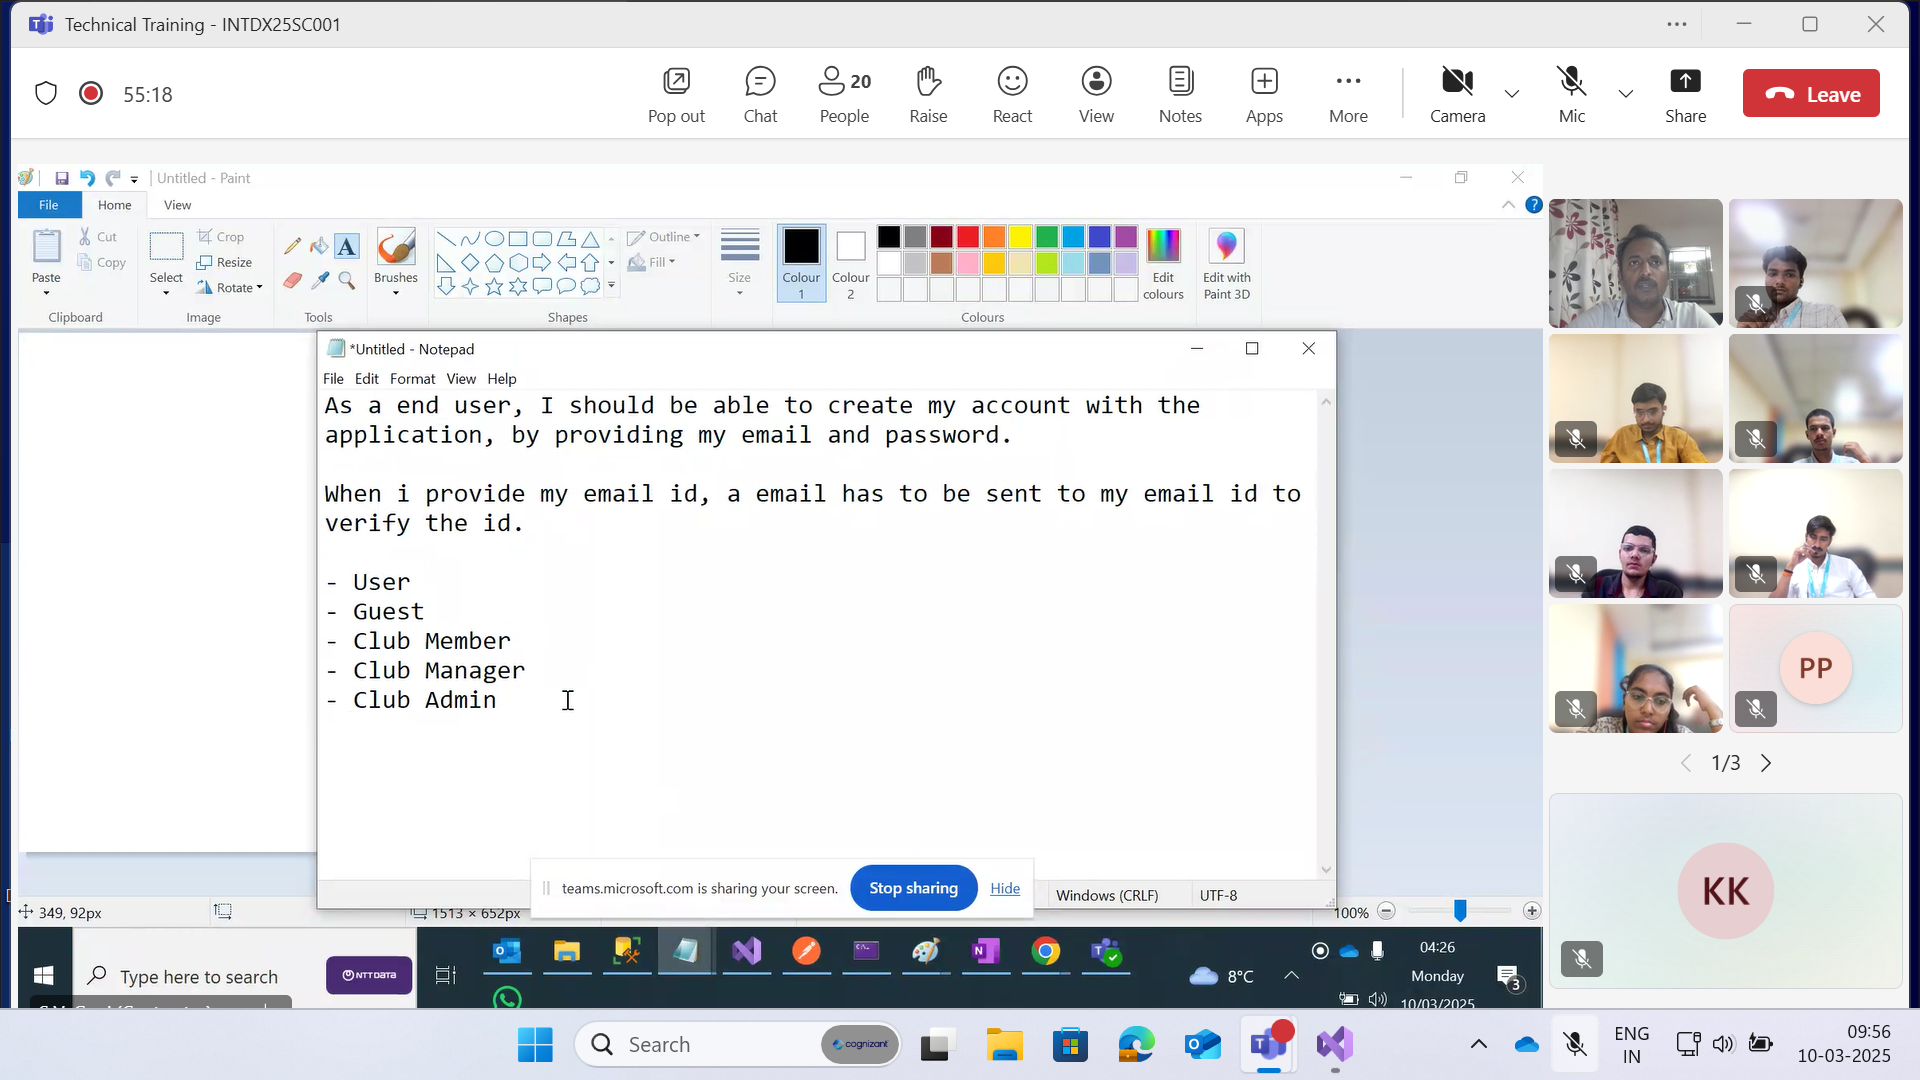 Technical Training - INTDX25SC001
55:18
Pop out
Chat
20
People
Raise
React
View
Notes
Apps
More
Camera
Mic
Share
Leave
Untitled - Paint
File
Home
View
Paste
Cut
Copy
Clipboard
Select
Crop
Resize
Rotate
Image
A
Tools
Brushes
Shapes
Outline
Fill
Size
Colour
1
Colour
2
Edit
colours
Colours
Edit with
Paint 3D
*Untitled - Notepad
File Edit Format View Help
As a end user, I should be able to create my account with the
application, by providing my email and password.
When i provide my email id, a email has to be sent to my email id to
verify the id.
- User
- Guest
- Club Member
- Club Manager
- Club Admin
teams.microsoft.com is sharing your screen.
Stop sharing
Hide
Windows (CRLF)
UTF-8
349, 92px
1513 × 652px
100%
Type here to search
NTT DATA
8°C
04:26
Monday
10/03/2025
3
PP
1/3
KK
Search
cognizant
ENG
IN
09:56
10-03-2025